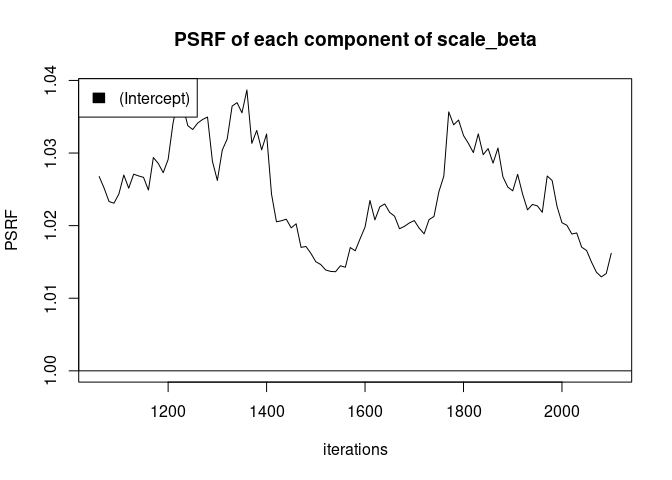 PSRF of each component of scale_beta
(Intercept)
PSRF
1.04
1.03
1.02
1.01
1.00
1200 1400 1600 1800 2000
iterations